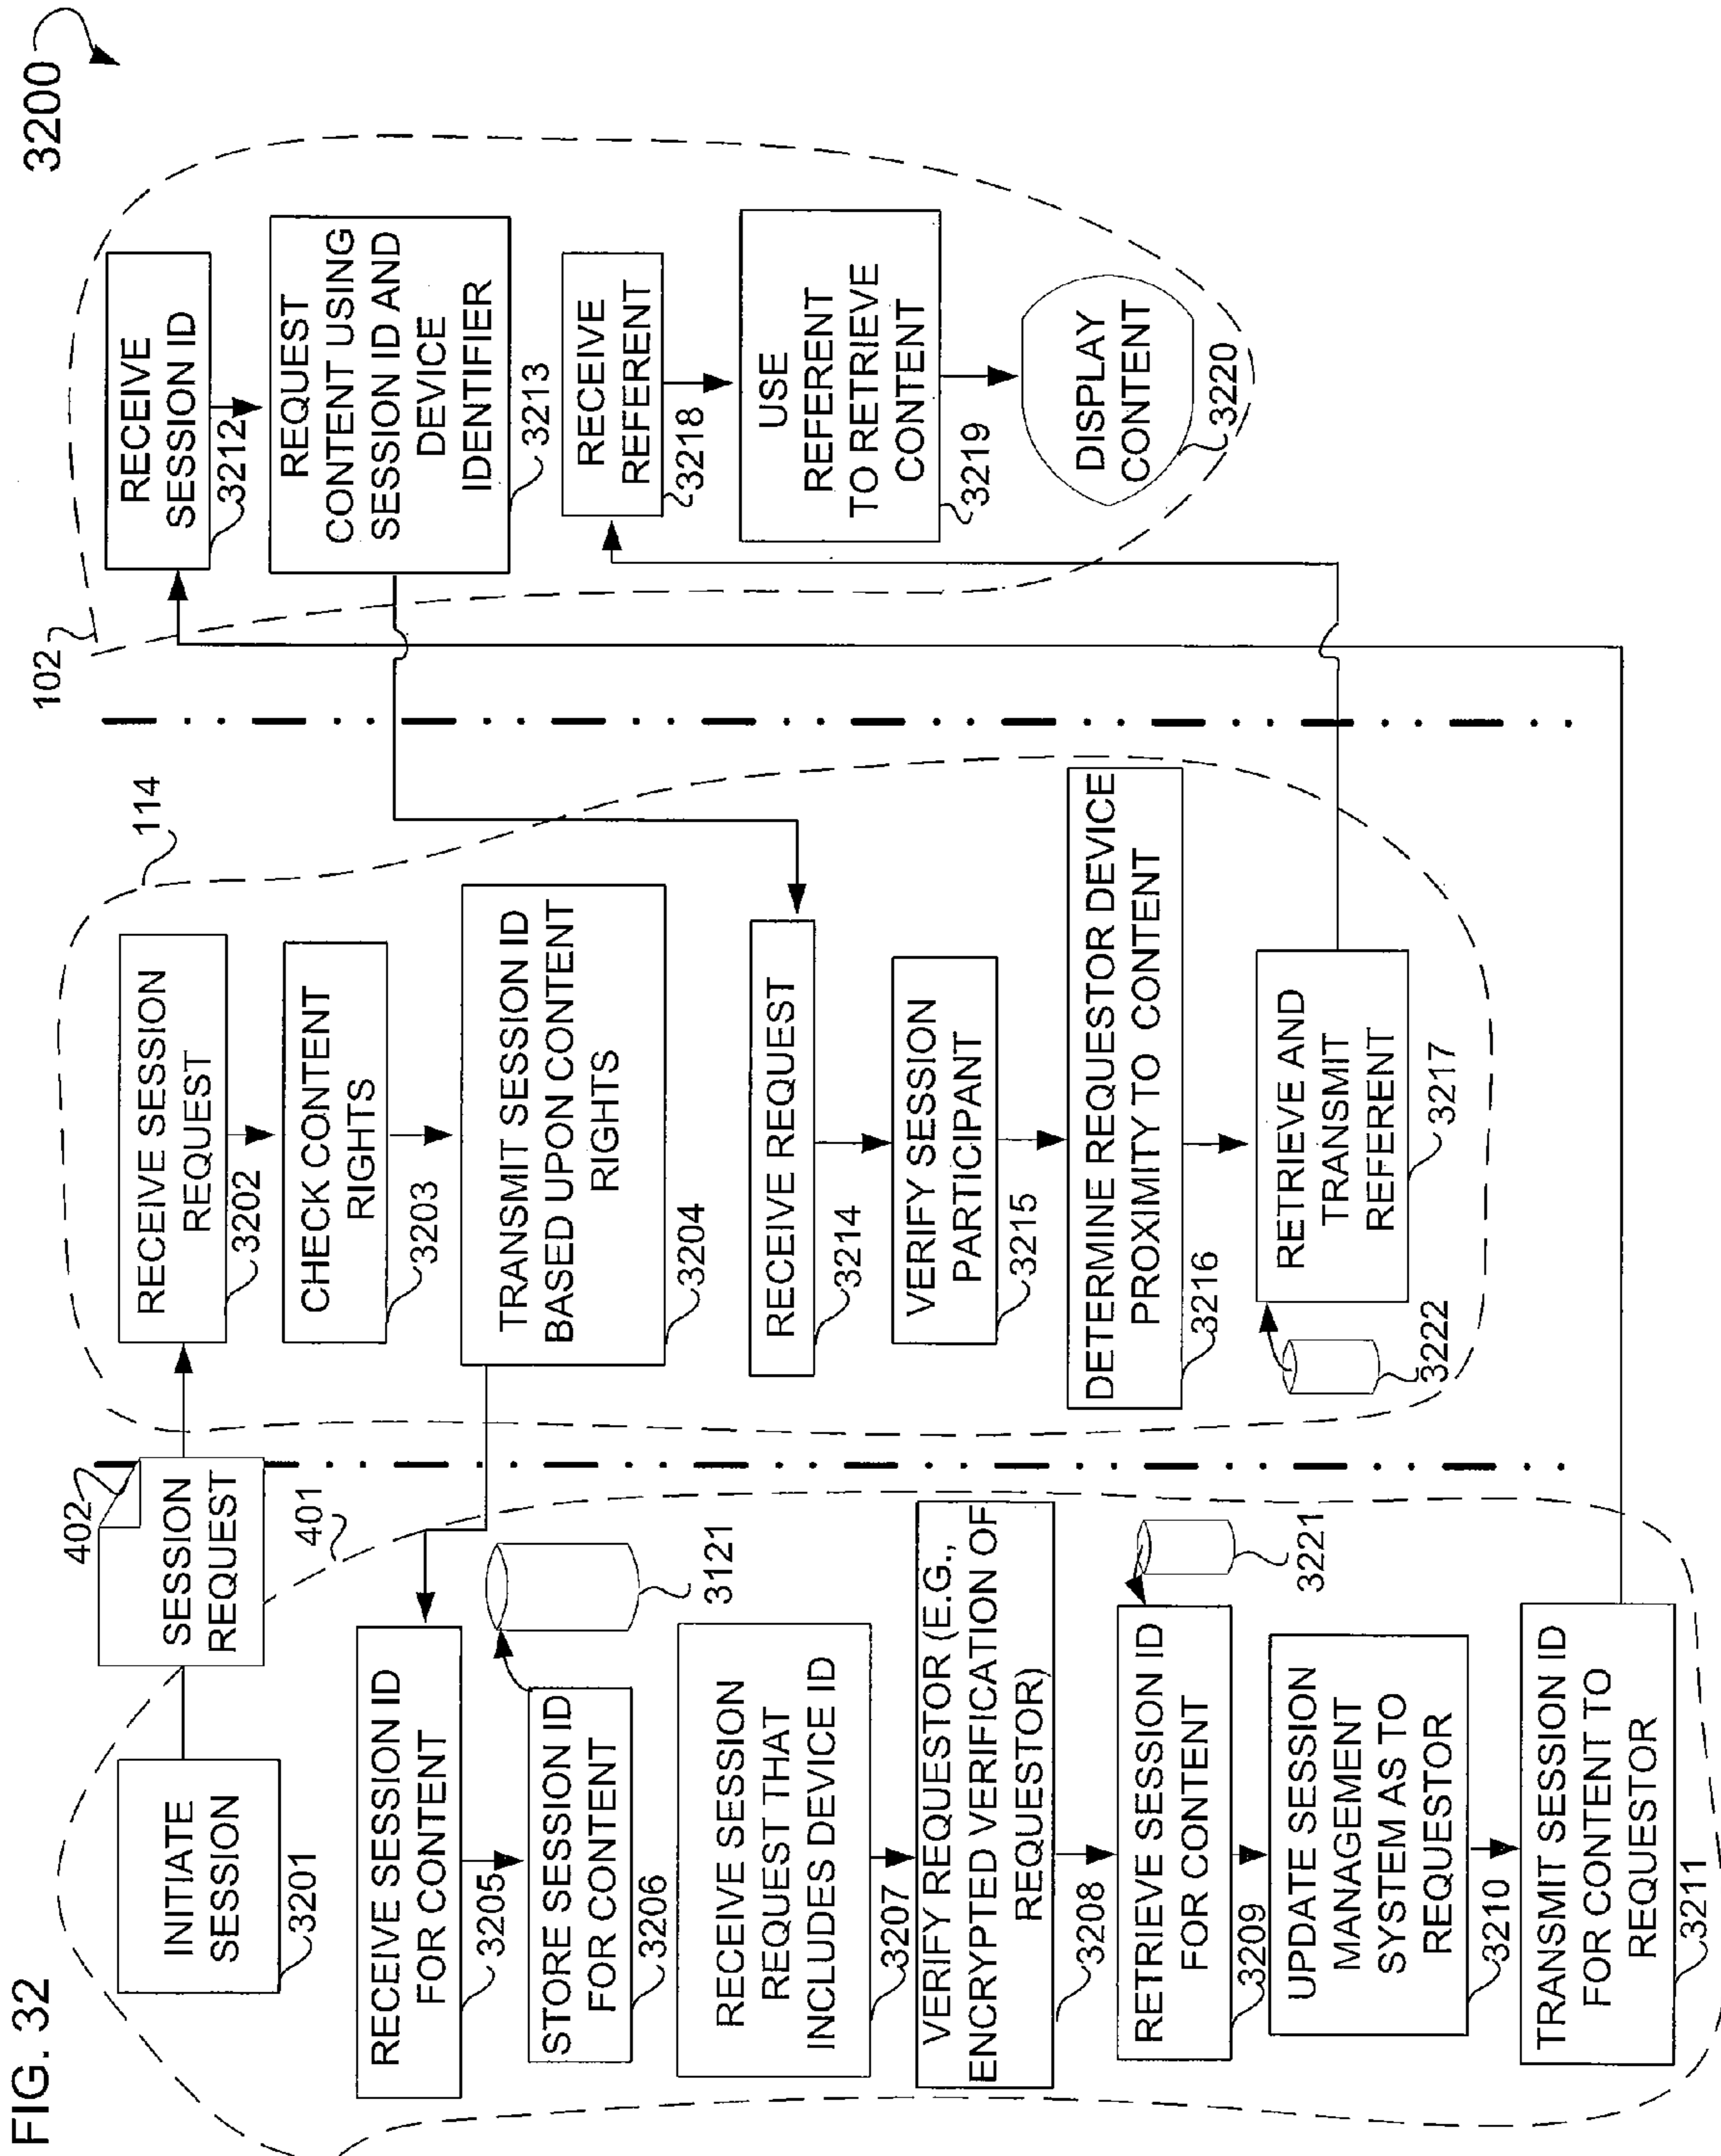 FIG. 32
3200
INITIATE
SESSION
3201
402
SESSION
REQUEST
401
RECEIVE SESSION ID
FOR CONTENT
3205
STORE SESSION ID
FOR CONTENT
3206
3121
RECEIVE SESSION
REQUEST THAT
INCLUDES DEVICE ID
3207
VERIFY REQUESTOR (E.G.,
ENCRYPTED VERIFICATION OF
REQUESTOR)
3208
RETRIEVE SESSION ID
FOR CONTENT
3209
3221
UPDATE SESSION
MANAGEMENT
SYSTEM AS TO
REQUESTOR
3210
TRANSMIT SESSION ID
FOR CONTENT TO
REQUESTOR
3211
114
RECEIVE SESSION
REQUEST
3202
CHECK CONTENT
RIGHTS
3203
TRANSMIT SESSION ID
BASED UPON CONTENT
RIGHTS
3204
RECEIVE REQUEST
3214
VERIFY SESSION
PARTICIPANT
3215
DETERMINE REQUESTOR DEVICE
PROXIMITY TO CONTENT
3216
RETRIEVE AND
TRANSMIT
REFERENT
3217
3222
102
RECEIVE
SESSION ID
3212
REQUEST
CONTENT USING
SESSION ID AND
DEVICE
IDENTIFIER
3213
RECEIVE
REFERENT
3218
USE
REFERENT
TO RETRIEVE
CONTENT
3219
DISPLAY
CONTENT
3220